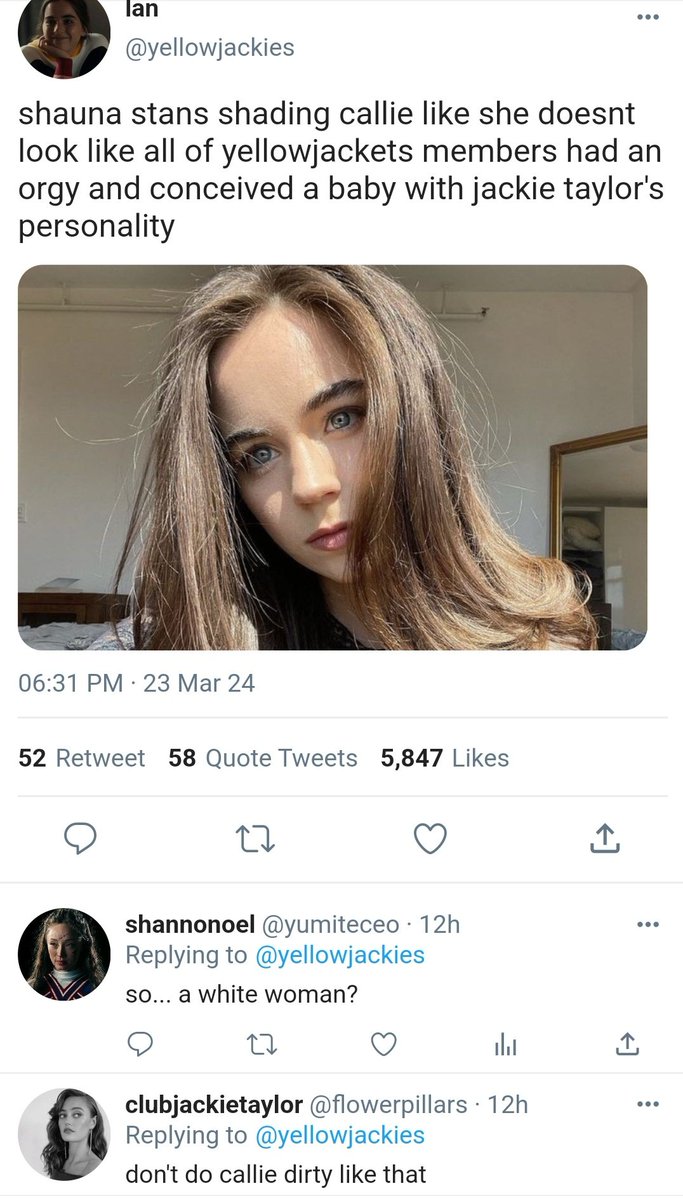 Ian
@yellowjackies
shauna stans shading callie like she doesnt
look like all of yellowjackets members had an
orgy and conceived a baby with jackie taylor's
personality
06:31 PM · 23 Mar 24
52 Retweet 58 Quote Tweets 5,847 Likes
shannonoel @yumiteceo · 12h
Replying to @yellowjackies
so... a white woman?
clubjackietaylor @flowerpillars · 12h
Replying to @yellowjackies
don't do callie dirty like that